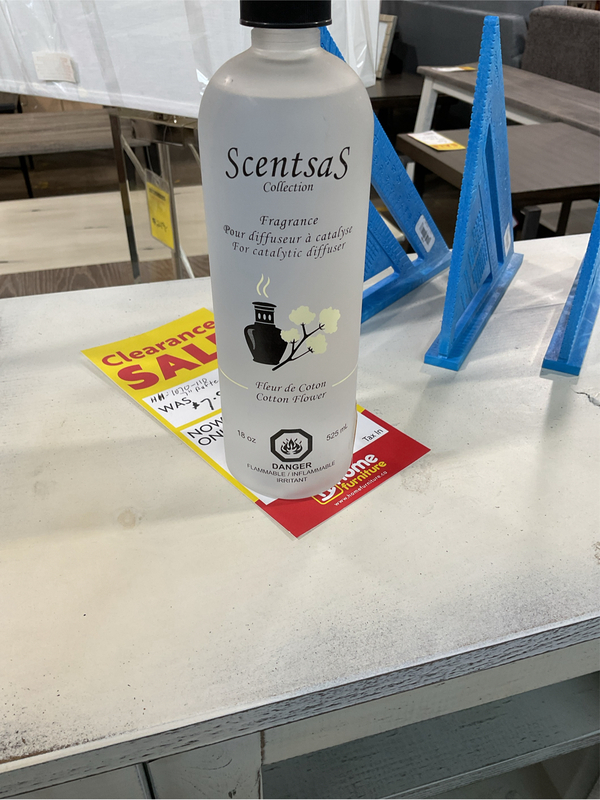 ScentsaS
Collection
Fragrance
Pour diffuseur à catalyse
For catalytic diffuser
Fleur de Coton
Cotton Flower
18 oz
525 mL
DANGER
FLAMMABLE / INFLAMMABLE
IRRITANT
Clearance
WAS
NOW
ONL
Tax In
Home
furniture
www.homefurniture.ca